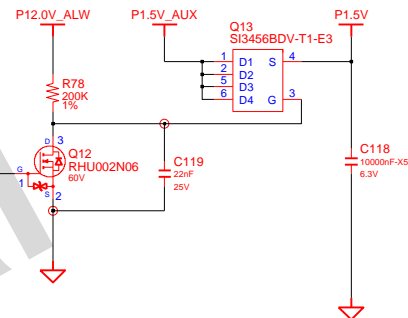 P12.0V_ALW
P1.5V_AUX
P1.5V
Q13
SI3456BDV-T1-E3
1 D1 S 4
2 D2
5 D3
6 D4 G 3
R78
200K
1%
D 3
Q12
RHU002N06
60V
G
1
S 2
C119
22nF
25V
C118
10000nF-X5
6.3V